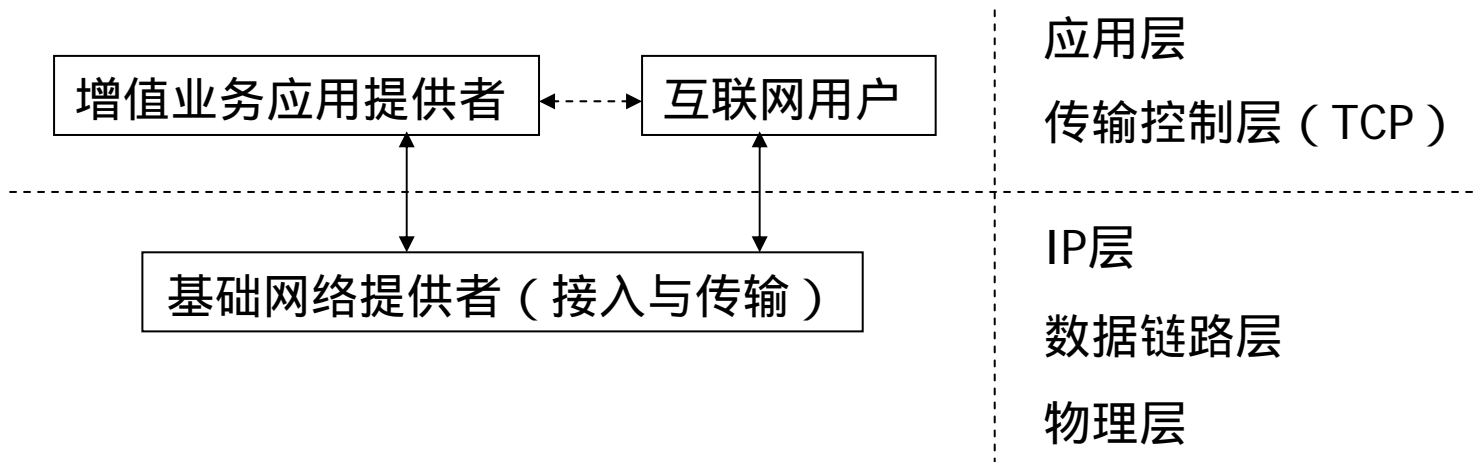 增值业务应用提供者
互联网用户
基础网络提供者（接入与传输）
应用层
传输控制层（TCP）
IP层
数据链路层
物理层